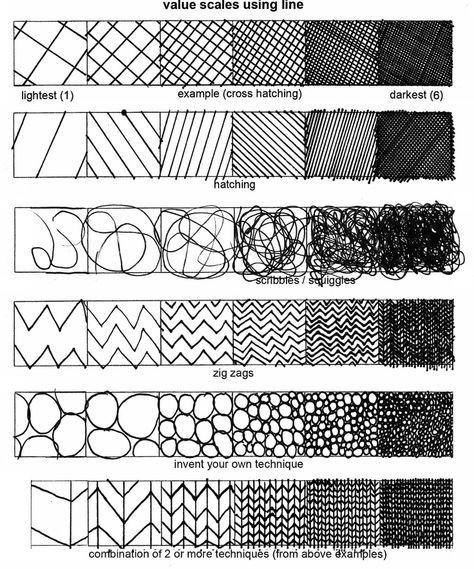 value scales using line
lightest (1)
example (cross hatching)
darkest (6)
hatching
scribbles / squiggles
zig zags
invent your own technique
combination of 2 or more techniques (from above examples)